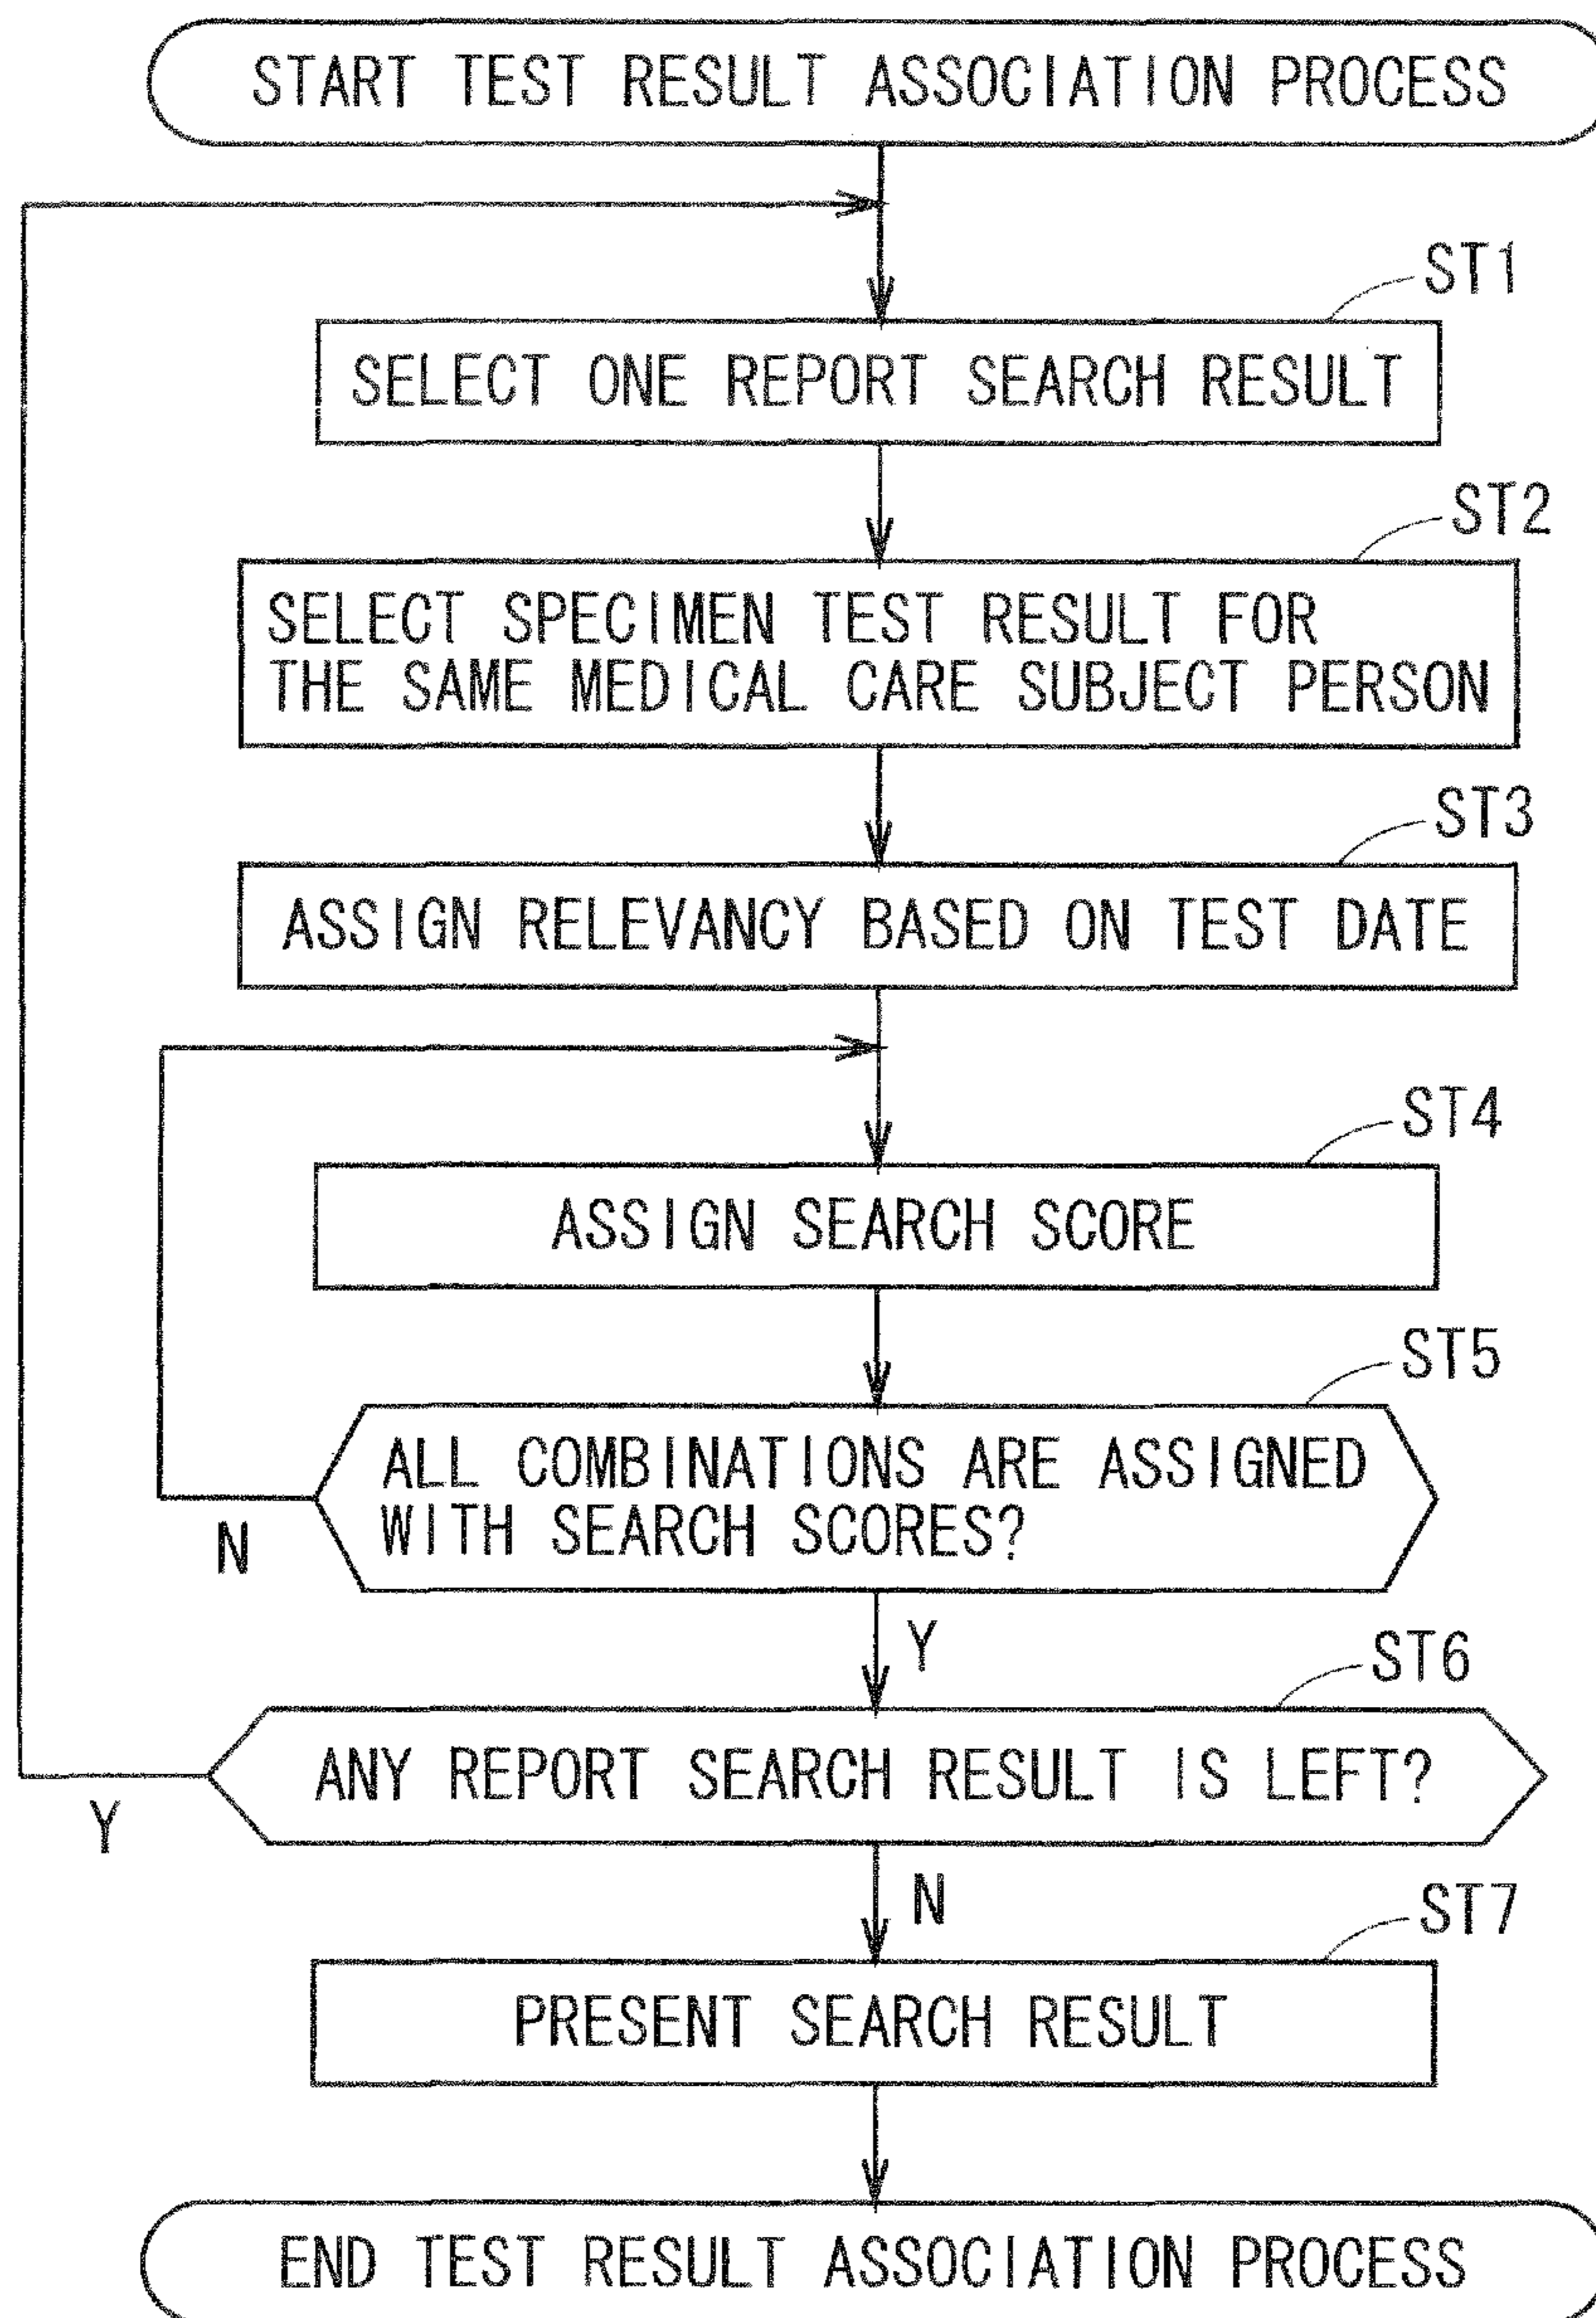 START TEST RESULT ASSOCIATION PROCESS
ST1
SELECT ONE REPORT SEARCH RESULT
ST2
SELECT SPECIMEN TEST RESULT FOR
THE SAME MEDICAL CARE SUBJECT PERSON
ST3
ASSIGN RELEVANCY BASED ON TEST DATE
ST4
ASSIGN SEARCH SCORE
ST5
ALL COMBINATIONS ARE ASSIGNED
WITH SEARCH SCORES?
N
Y
ST6
ANY REPORT SEARCH RESULT IS LEFT?
Y
N
ST7
PRESENT SEARCH RESULT
END TEST RESULT ASSOCIATION PROCESS